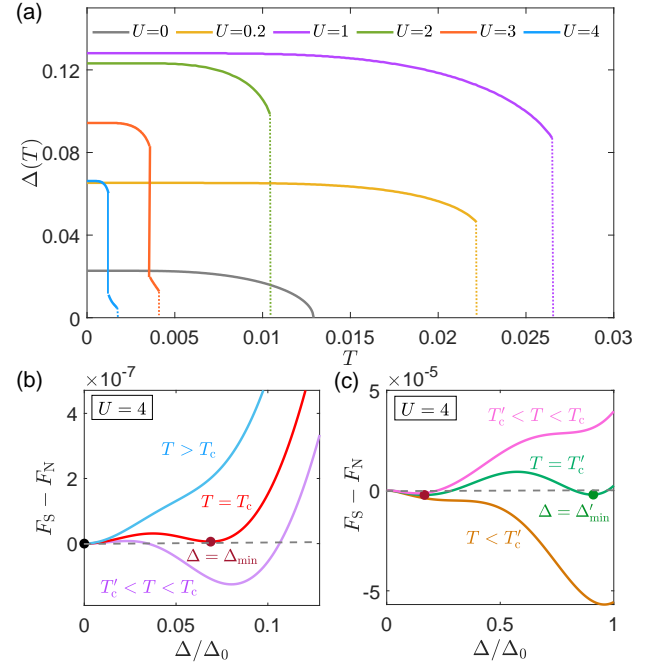 (a)
U=0 U=0.2 U=1 U=2 U=3 U=4
0.12
0.08
0.04
0
Δ(T)
0 0.005 0.01 0.015 0.02 0.025 0.03
T
(b)
×10⁻⁷
U = 4
4
2
0
F_S − F_N
T > T_c
T = T_c
Δ = Δ_min
T′_c < T < T_c
0 0.05 0.1
Δ/Δ_0
(c)
×10⁻⁵
5
0
-5
U = 4
F_S − F_N
T′_c < T < T_c
T = T′_c
Δ = Δ′_min
T < T′_c
0 0.5 1
Δ/Δ_0